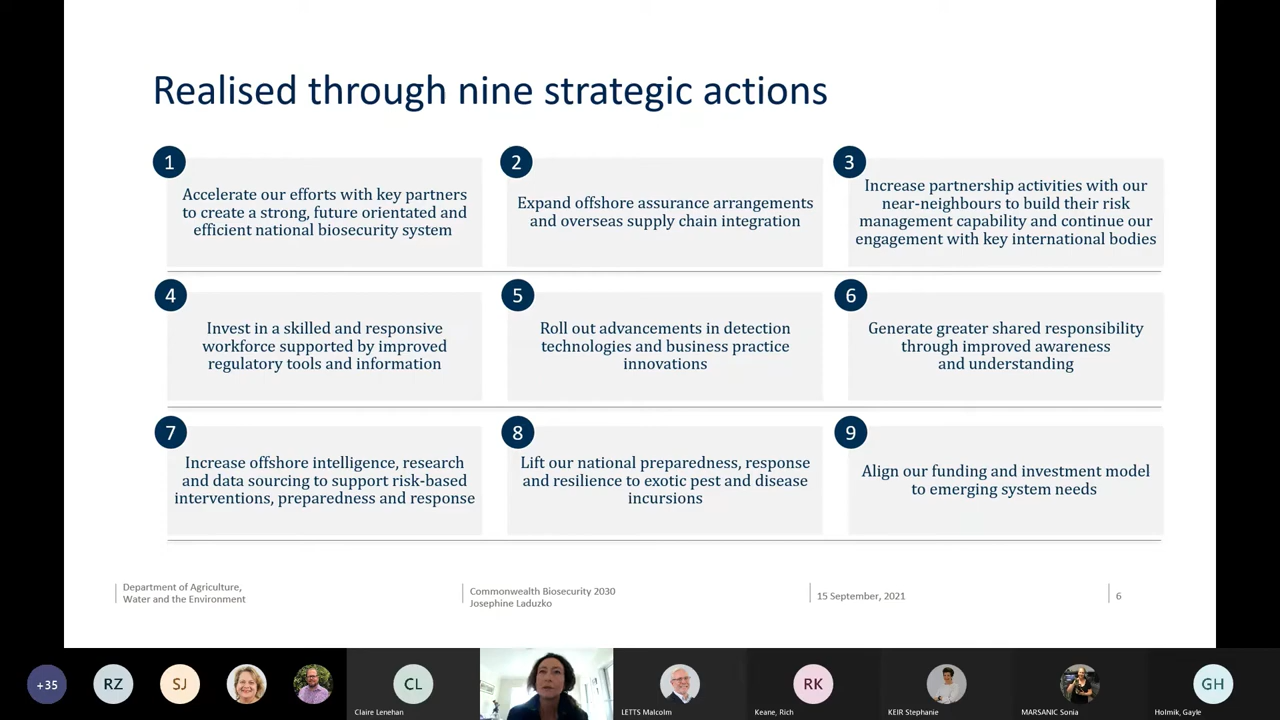 Realised through nine strategic actions
1
Accelerate our efforts with key partners
to create a strong, future orientated and
efficient national biosecurity system
2
Expand offshore assurance arrangements
and overseas supply chain integration
3
Increase partnership activities with our
near-neighbours to build their risk
management capability and continue our
engagement with key international bodies
4
Invest in a skilled and responsive
workforce supported by improved
regulatory tools and information
5
Roll out advancements in detection
technologies and business practice
innovations
6
Generate greater shared responsibility
through improved awareness
and understanding
7
Increase offshore intelligence, research
and data sourcing to support risk-based
interventions, preparedness and response
8
Lift our national preparedness, response
and resilience to exotic pest and disease
incursions
9
Align our funding and investment model
to emerging system needs
Department of Agriculture,
Water and the Environment
Commonwealth Biosecurity 2030
Josephine Laduzko
15 September, 2021
6
+35
RZ
SJ
CL
Claire Lenehan
LETTS Malcolm
RK
Keane, Rich
KEIR Stephanie
MARSANIC Sonia
GH
Holmik, Gayle